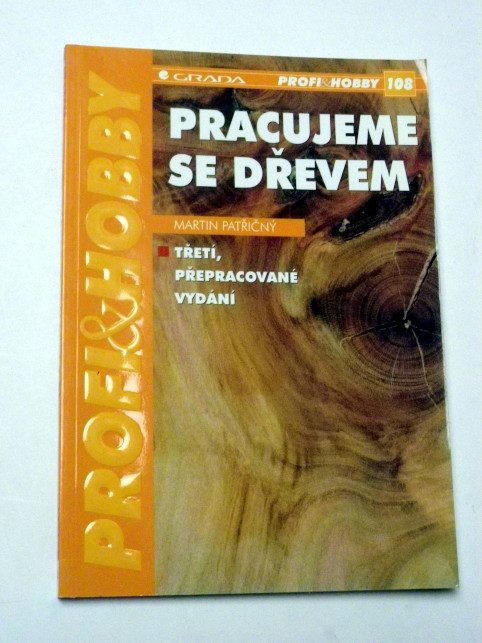 GRADA
PROFI&HOBBY 108
PRACUJEME
SE DŘEVEM
MARTIN PATŘIČNÝ
TŘETÍ,
PŘEPRACOVANÉ
VYDÁNÍ
PROFI&HOBBY